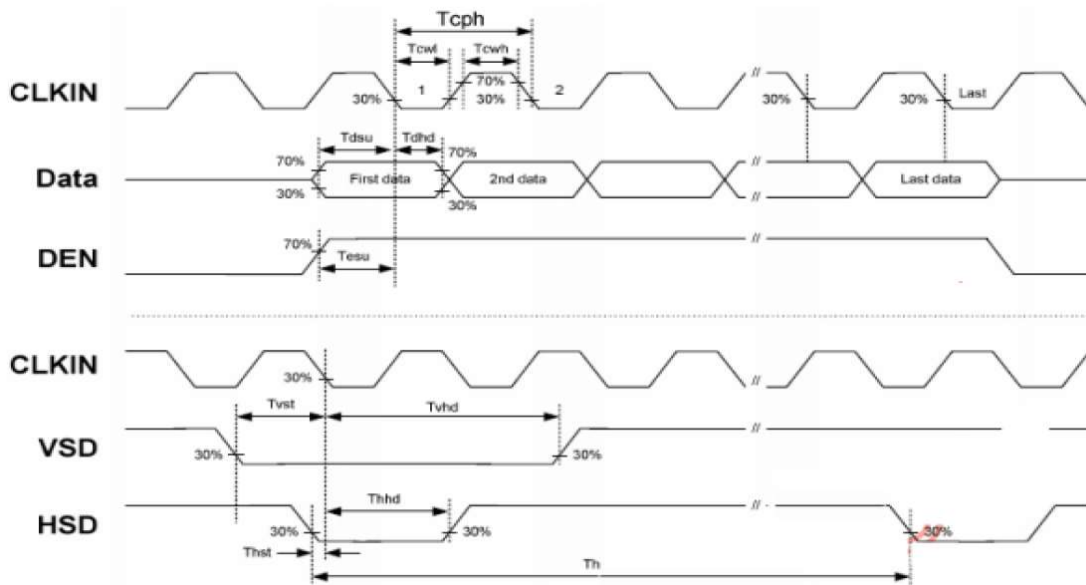 Tcph
Tcwl Tcwh
CLKIN 30% 1 70% 30% 2 // 30% 30% Last
Tdsu Tdhd
70% 70%
Data First data 2nd data // Last data
30% 30%
DEN 70% Tesu //
CLKIN 30% //
Tvst Tvhd
VSD 30% 30% //
Thhd
HSD 30% 30% // 30%
Thst
Th